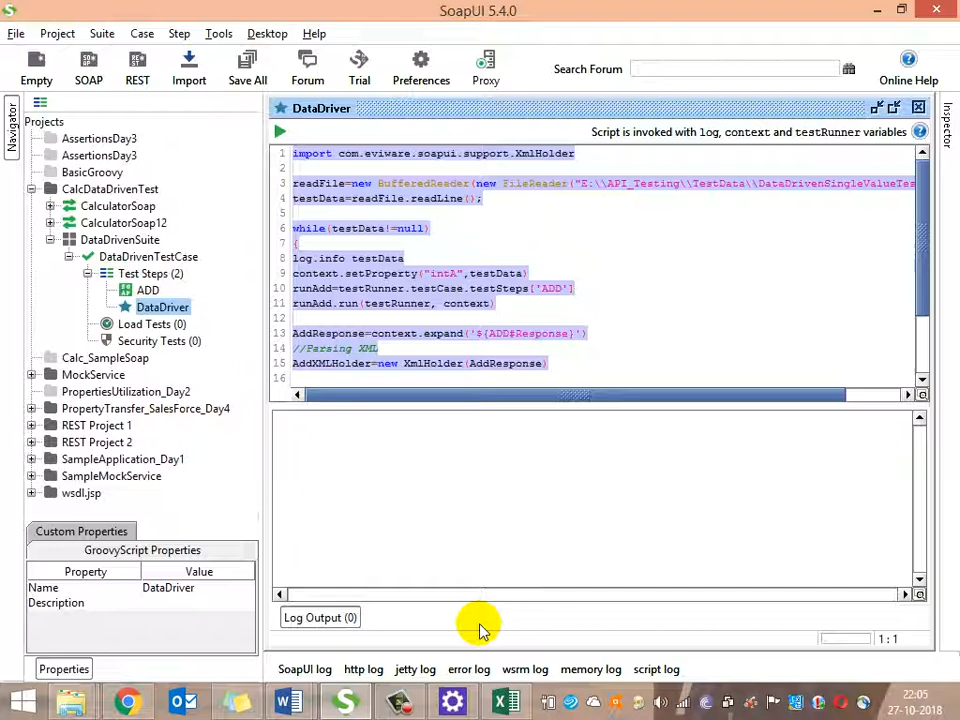 SoapUI 5.4.0
File Project Suite Case Step Tools Desktop Help
Empty SOAP REST Import Save All Forum Trial Preferences Proxy
Search Forum
Online Help
Navigator
Projects
AssertionsDay3
AssertionsDay3
BasicGroovy
CalcDataDrivenTest
CalculatorSoap
CalculatorSoap12
DataDrivenSuite
DataDrivenTestCase
Test Steps (2)
ADD
DataDriver
Load Tests (0)
Security Tests (0)
Calc_SampleSoap
MockService
PropertiesUtilization_Day2
PropertyTransfer_SalesForce_Day4
REST Project 1
REST Project 2
SampleApplication_Day1
SampleMockService
wsdl.jsp
Custom Properties
GroovyScript Properties
Property Value
Name DataDriver
Description
Properties
DataDriver
Script is invoked with log, context and testRunner variables
1 import com.eviware.soapui.support.XmlHolder
2
3 readFile=new BufferedReader(new FileReader("E:\\API_Testing\\TestData\\DataDrivenSingleValueTes
4 testData=readFile.readLine();
5
6 while(testData!=null)
7 {
8 log.info testData
9 context.setProperty("intA",testData)
10 runAdd=testRunner.testCase.testSteps['ADD']
11 runAdd.run(testRunner, context)
12
13 AddResponse=context.expand('${ADD#Response}')
14 //Parsing XML
15 AddXMLHolder=new XmlHolder(AddResponse)
16
Log Output (0)
1 : 1
SoapUI log http log jetty log error log wsrm log memory log script log
Inspector
22:05
27-10-2018